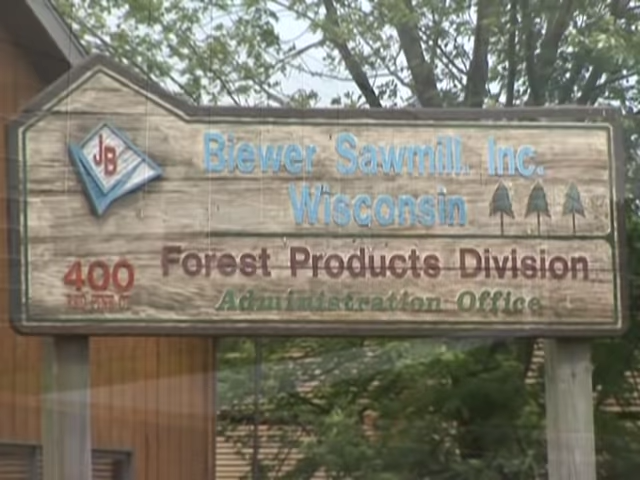 JB
Biewer Sawmill, Inc.
Wisconsin
Forest Products Division
400
Administration Office